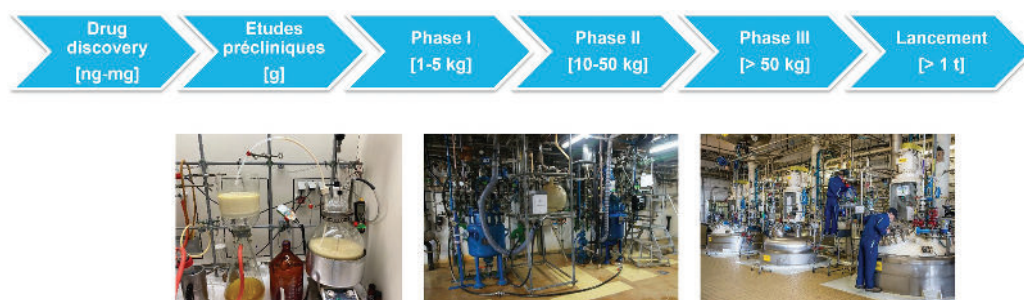 Drug
discovery
[ng-mg]
Etudes
précliniques
[g]
Phase I
[1-5 kg]
Phase II
[10-50 kg]
Phase III
[> 50 kg]
Lancement
[> 1 t]